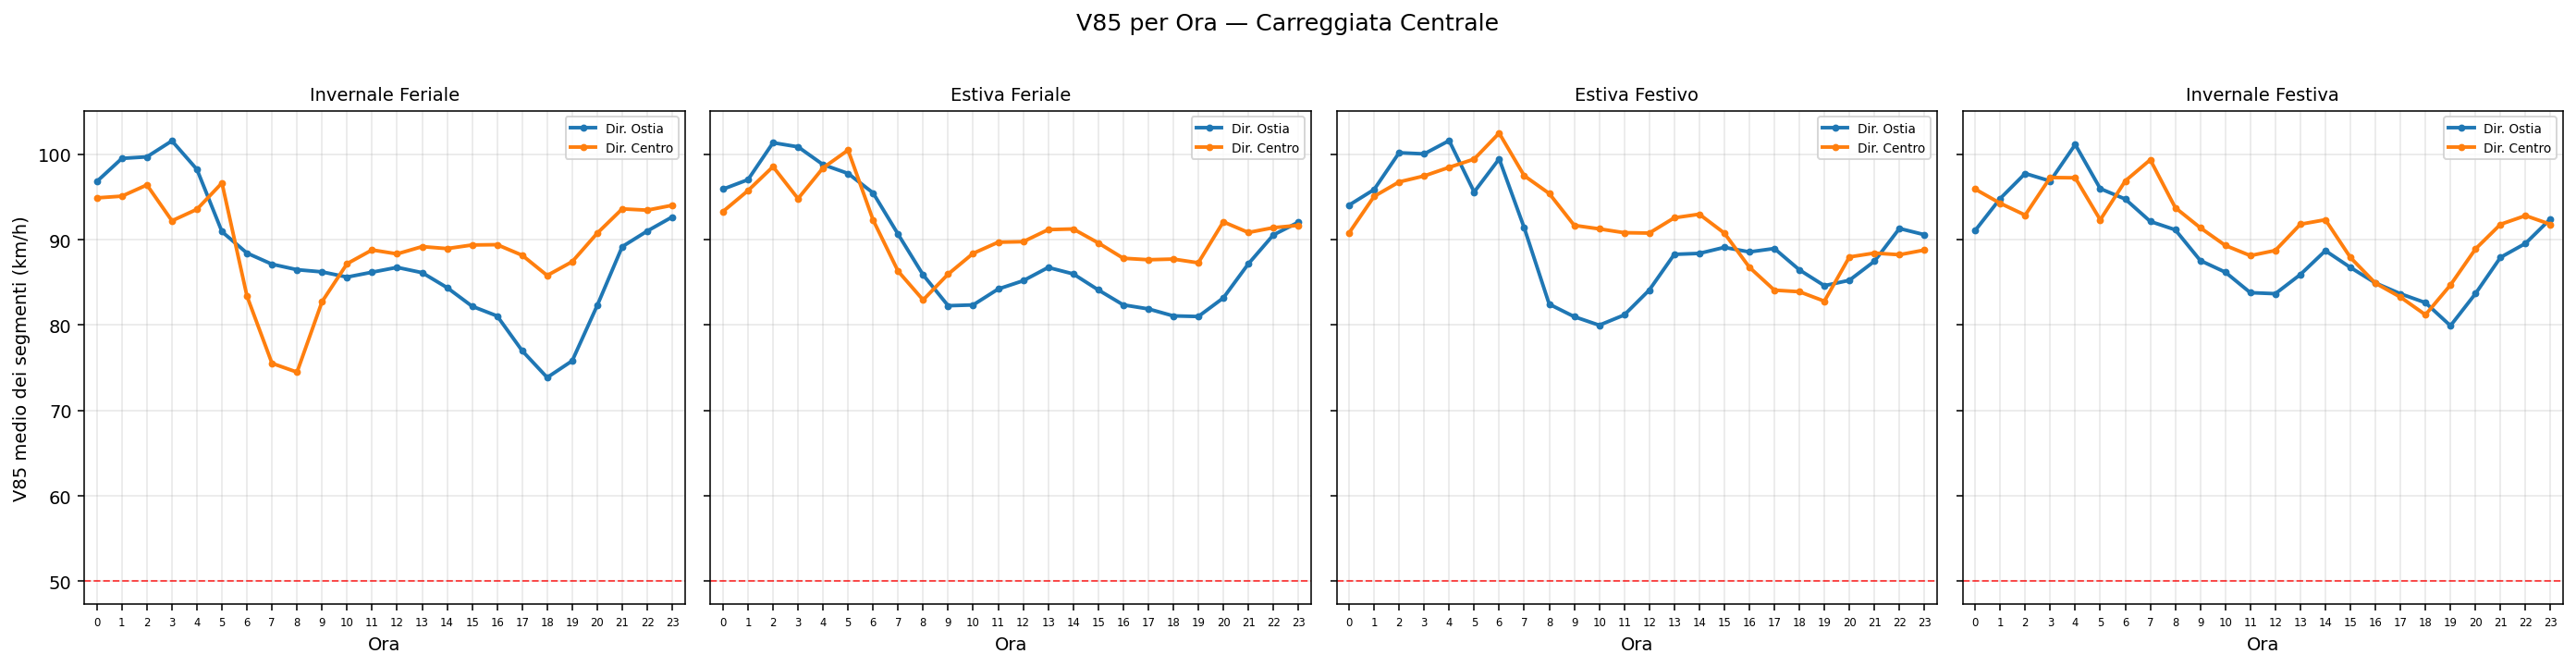 V85 per Ora — Carreggiata Centrale
Invernale Feriale
Estiva Feriale
Estiva Festivo
Invernale Festiva
V85 medio dei segmenti (km/h)
100
90
80
70
60
50
Dir. Ostia
Dir. Centro
Dir. Ostia
Dir. Centro
Dir. Ostia
Dir. Centro
Dir. Ostia
Dir. Centro
0 1 2 3 4 5 6 7 8 9 10 11 12 13 14 15 16 17 18 19 20 21 22 23
0 1 2 3 4 5 6 7 8 9 10 11 12 13 14 15 16 17 18 19 20 21 22 23
0 1 2 3 4 5 6 7 8 9 10 11 12 13 14 15 16 17 18 19 20 21 22 23
0 1 2 3 4 5 6 7 8 9 10 11 12 13 14 15 16 17 18 19 20 21 22 23
Ora
Ora
Ora
Ora